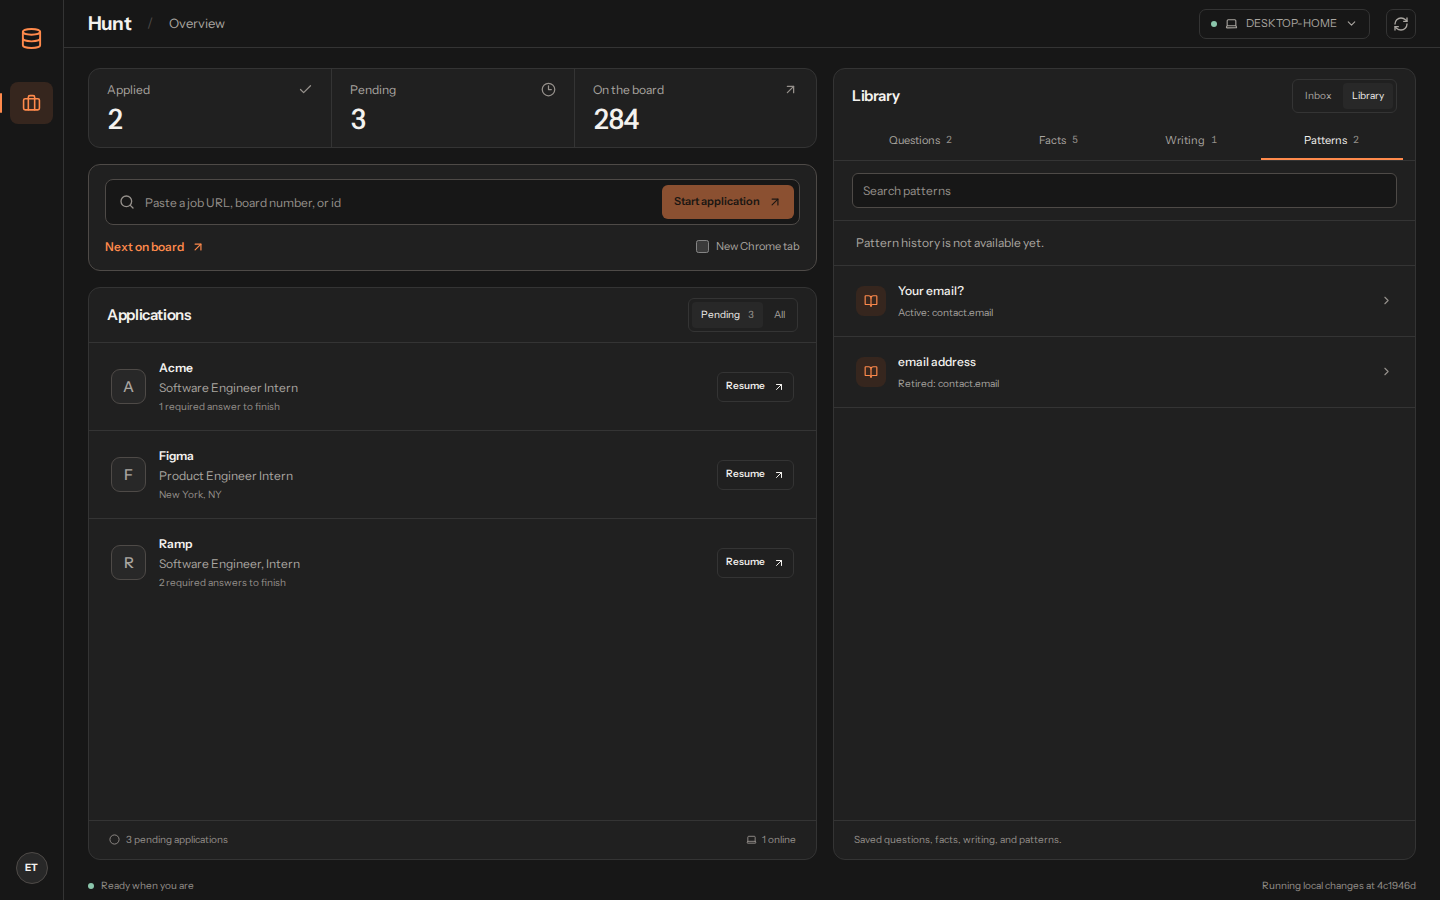 Hunt / Overview
DESKTOP-HOME
Applied
2
Pending
3
On the board
284
Paste a job URL, board number, or id
Start application
Next on board
New Chrome tab
Applications
Pending 3
All
A
Acme
Software Engineer Intern
1 required answer to finish
Resume
F
Figma
Product Engineer Intern
New York, NY
Resume
R
Ramp
Software Engineer, Intern
2 required answers to finish
Resume
3 pending applications
1 online
Library
Inbox
Library
Questions 2
Facts 5
Writing 1
Patterns 2
Search patterns
Pattern history is not available yet.
Your email?
Active: contact.email
email address
Retired: contact.email
Saved questions, facts, writing, and patterns.
ET
Ready when you are
Running local changes at 4c1946d